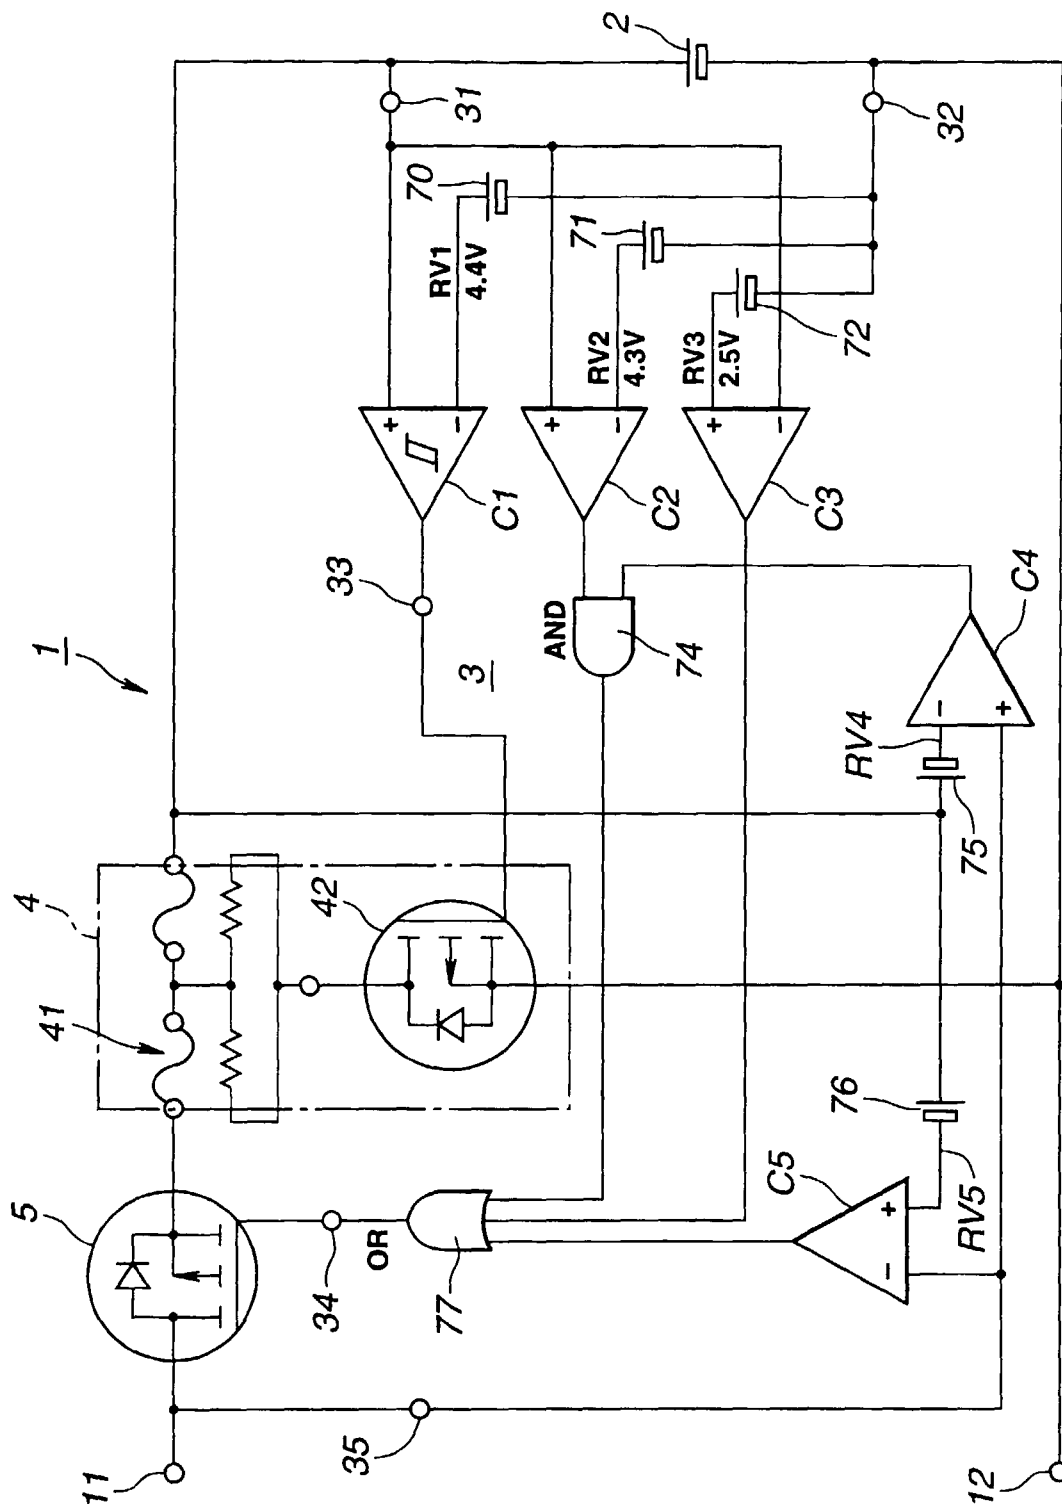 1
2
31
32
70
RV1
4.4V
71
RV2
4.3V
RV3
2.5V
72
+
−
C1
+
−
C2
+
−
C3
33
3
AND
74
C4
−
+
RV4
75
4
41
42
76
C5
+
−
RV5
5
34
OR
77
35
11
12